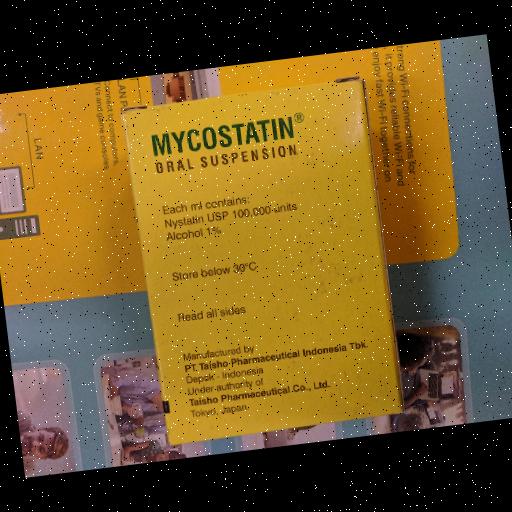 MYCOSTATIN®
ORAL SUSPENSION
Each ml contains:
Nystatin USP 100,000 units
Alcohol 1%
Store below 30°C
Read all sides
Manufactured by
PT. Taisho Pharmaceutical Indonesia Tbk.
Depok - Indonesia
Under authority of
Taisho Pharmaceutical Co., Ltd.
Tokyo, Japan
LAN